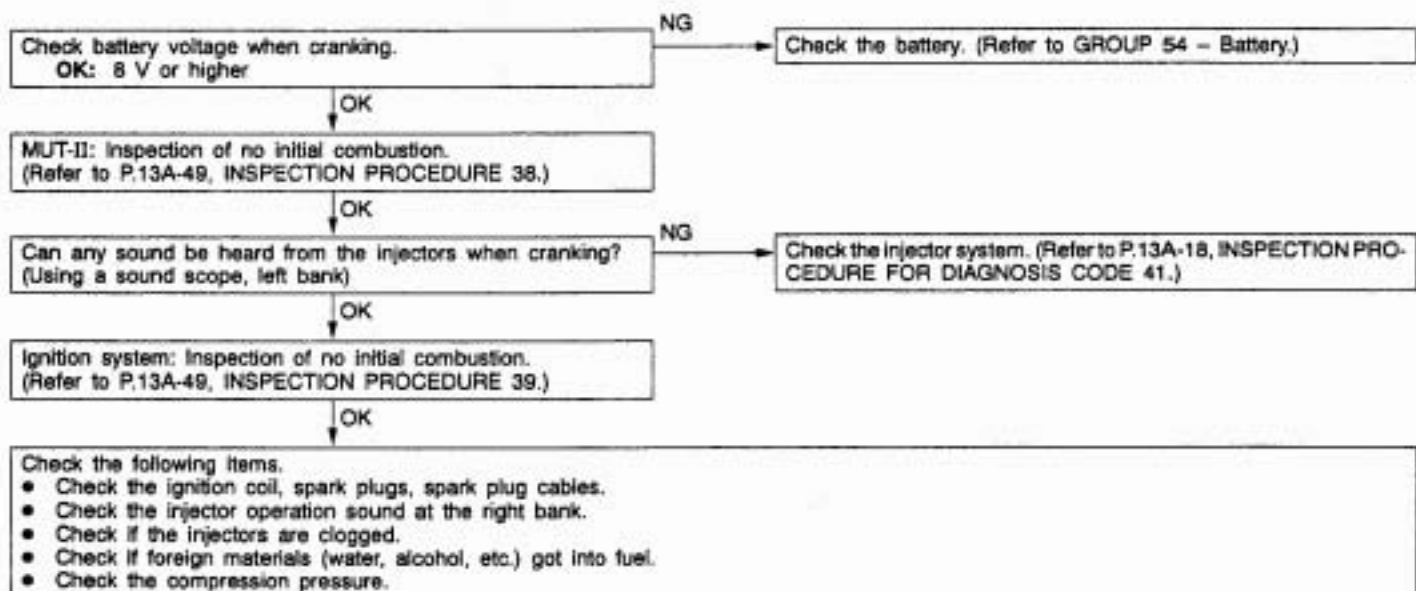 NG
Check battery voltage when cranking.
OK: 8 V or higher
Check the battery. (Refer to GROUP 54 – Battery.)
OK
MUT-II: Inspection of no initial combustion.
(Refer to P.13A-49, INSPECTION PROCEDURE 38.)
OK
NG
Can any sound be heard from the injectors when cranking?
(Using a sound scope, left bank)
Check the injector system. (Refer to P.13A-18, INSPECTION PRO-
CEDURE FOR DIAGNOSIS CODE 41.)
OK
Ignition system: Inspection of no initial combustion.
(Refer to P.13A-49, INSPECTION PROCEDURE 39.)
OK
Check the following items.
• Check the ignition coil, spark plugs, spark plug cables.
• Check the injector operation sound at the right bank.
• Check if the injectors are clogged.
• Check if foreign materials (water, alcohol, etc.) got into fuel.
• Check the compression pressure.